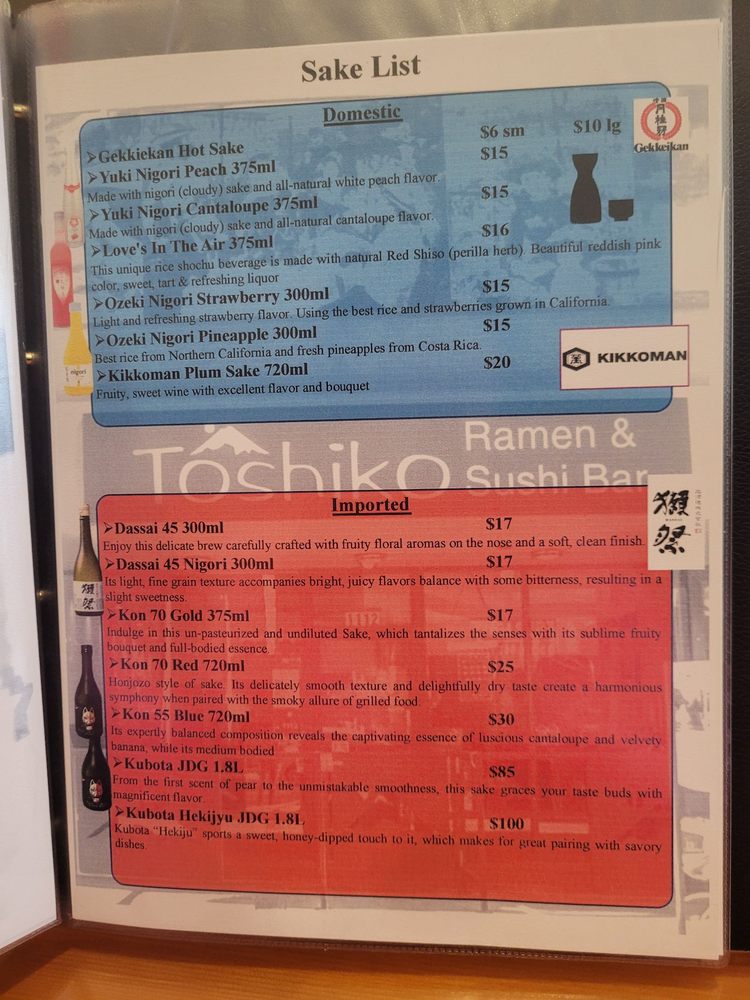 Sake List
Domestic
➢Gekkiekan Hot Sake $6 sm $10 lg
Gekkeikan
➢Yuki Nigori Peach 375ml $15
Made with nigori (cloudy) sake and all-natural white peach flavor.
➢Yuki Nigori Cantaloupe 375ml $15
Made with nigori (cloudy) sake and all-natural cantaloupe flavor.
➢Love's In The Air 375ml $16
This unique rice shochu beverage is made with natural Red Shiso (perilla herb). Beautiful reddish pink
color, sweet, tart & refreshing liquor
➢Ozeki Nigori Strawberry 300ml $15
Light and refreshing strawberry flavor. Using the best rice and strawberries grown in California.
➢Ozeki Nigori Pineapple 300ml $15
Best rice from Northern California and fresh pineapples from Costa Rica.
➢Kikkoman Plum Sake 720ml $20
Fruity, sweet wine with excellent flavor and bouquet
KIKKOMAN
nigori
Toshiko Ramen &
Sushi Bar
Imported
獺祭
➢Dassai 45 300ml $17
Enjoy this delicate brew carefully crafted with fruity floral aromas on the nose and a soft, clean finish.
➢Dassai 45 Nigori 300ml $17
Its light, fine grain texture accompanies bright, juicy flavors balance with some bitterness, resulting in a
slight sweetness.
➢Kon 70 Gold 375ml $17
Indulge in this un-pasteurized and undiluted Sake, which tantalizes the senses with its sublime fruity
bouquet and full-bodied essence
➢Kon 70 Red 720ml $25
Honjozo style of sake. Its delicately smooth texture and delightfully dry taste create a harmonious
symphony when paired with the smoky allure of grilled food.
➢Kon 55 Blue 720ml $30
Its expertly balanced composition reveals the captivating essence of luscious cantaloupe and velvety
banana, while its medium bodied
➢Kubota JDG 1.8L $85
From the first scent of pear to the unmistakable smoothness, this sake graces your taste buds with
magnificent flavor.
➢Kubota Hekijyu JDG 1.8L $100
Kubota "Hekiju" sports a sweet, honey-dipped touch to it, which makes for great pairing with savory
dishes.